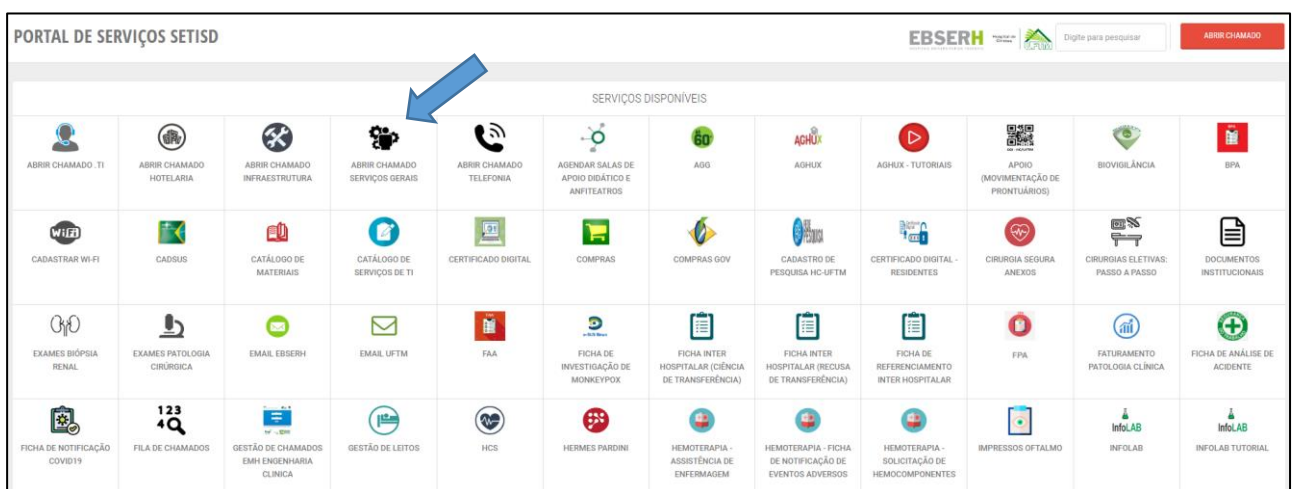 PORTAL DE SERVIÇOS SETISD
EBSERH
UFTM
Digite para pesquisar
ABRIR CHAMADO
SERVIÇOS DISPONÍVEIS
ABRIR CHAMADO .TI
ABRIR CHAMADO
HOTELARIA
ABRIR CHAMADO
INFRAESTRUTURA
ABRIR CHAMADO
SERVIÇOS GERAIS
ABRIR CHAMADO
TELEFONIA
AGENDAR SALAS DE
APOIO DIDÁTICO E
ANFITEATROS
GO
AGG
AGHUX
AGHUX
AGHUX - TUTORIAIS
APOIO
(MOVIMENTAÇÃO DE
PRONTUÁRIOS)
BIOVIGILÂNCIA
BPA
WiFi
CADASTRAR WI-FI
CADSUS
CATÁLOGO DE
MATERIAIS
CATÁLOGO DE
SERVIÇOS DE TI
CERTIFICADO DIGITAL
COMPRAS
COMPRAS GOV
CADASTRO DE
PESQUISA HC-UFTM
CERTIFICADO DIGITAL -
RESIDENTES
CIRURGIA SEGURA
ANEXOS
CIRURGIAS ELETIVAS:
PASSO A PASSO
DOCUMENTOS
INSTITUCIONAIS
EXAMES BIÓPSIA
RENAL
EXAMES PATOLOGIA
CIRÚRGICA
EMAIL EBSERH
EMAIL UFTM
FAA
FICHA DE
INVESTIGAÇÃO DE
MONKEYPOX
FICHA INTER
HOSPITALAR (CIÊNCIA
DE TRANSFERÊNCIA)
FICHA INTER
HOSPITALAR (RECUSA
DE TRANSFERÊNCIA)
FICHA DE
REFERENCIAMENTO
INTER HOSPITALAR
FPA
FATURAMENTO
PATOLOGIA CLÍNICA
FICHA DE ANÁLISE DE
ACIDENTE
FICHA DE NOTIFICAÇÃO
COVID19
123
4
FILA DE CHAMADOS
GESTÃO DE CHAMADOS
EMH ENGENHARIA
CLINICA
GESTÃO DE LEITOS
HCS
HERMES PARDINI
HEMOTERAPIA -
ASSISTÊNCIA DE
ENFERMAGEM
HEMOTERAPIA - FICHA
DE NOTIFICAÇÃO DE
EVENTOS ADVERSOS
HEMOTERAPIA -
SOLICITAÇÃO DE
HEMOCOMPONENTES
IMPRESSOS OFTALMO
InfoLAB
INFOLAB
InfoLAB
INFOLAB TUTORIAL